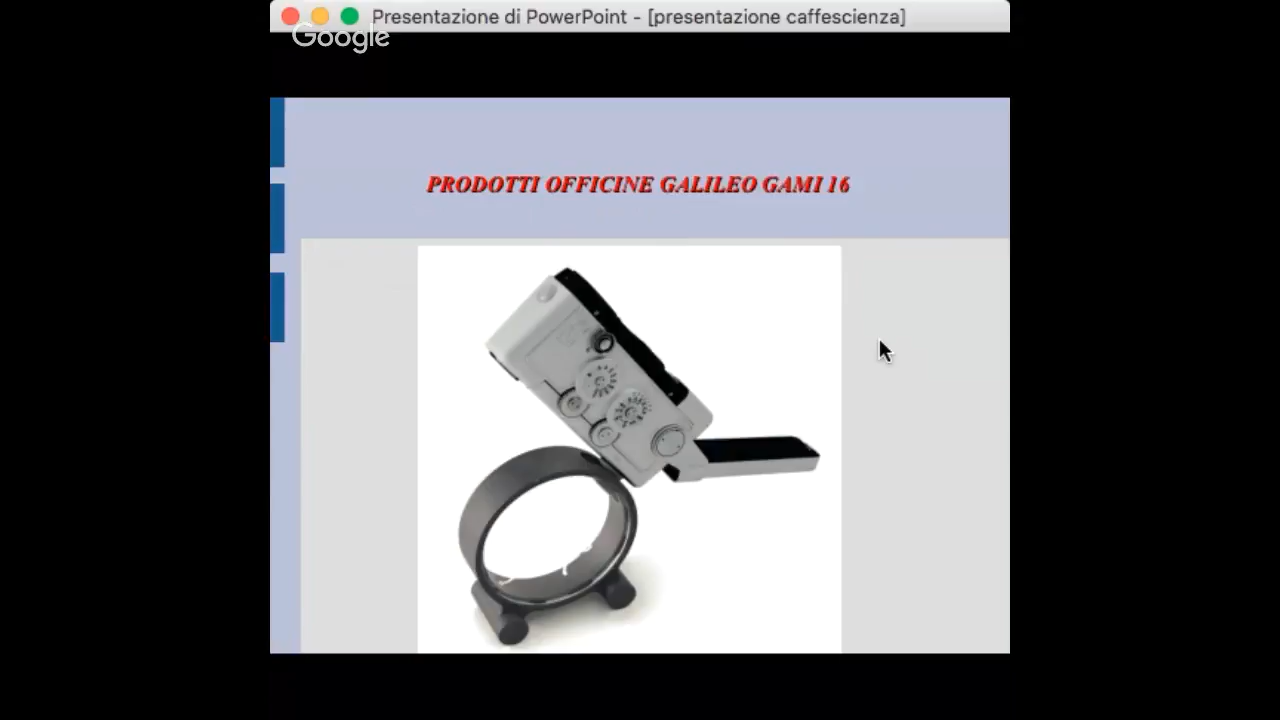 Presentazione di PowerPoint - [presentazione caffescienza]
Google
PRODOTTI OFFICINE GALILEO GAMI 16